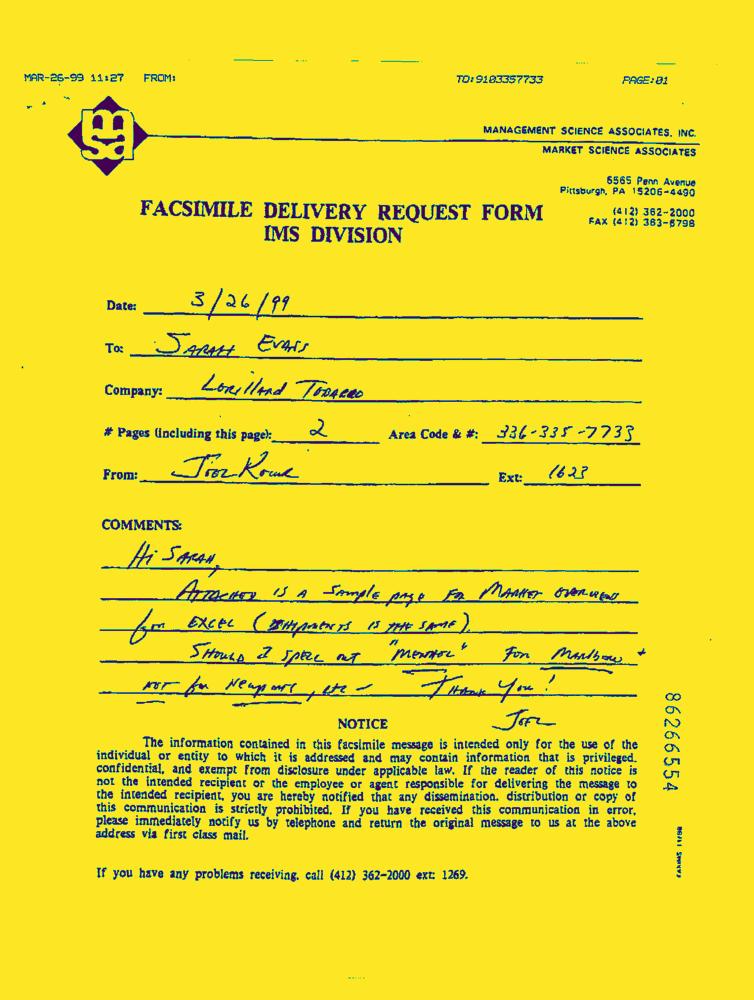 MAR-26-99 11:27 FROM: TO:9103357733 PAGE:01
msa
MANAGEMENT SCIENCE ASSOCIATES, INC.
MARKET SCIENCE ASSOCIATES
6565 Penn Avenue
Pittsburgh, PA 15206-4490
(412) 362-2000
FAX (412) 363-5798
FACSIMILE DELIVERY REQUEST FORM
IMS DIVISION
Date: 3/26/99
To: SARAH EVANS
Company: LORILLARD TOBACCO
# Pages (including this page): 2 Area Code & #: 336-335-7733
From: JOEL Ext: 1623
COMMENTS:
Hi SARAH,
ATTACHED IS A SAMPLE page FOR MARKET OVERVIEW
from EXCEL (SHIPMENTS IS THE SAME).
SHOULD I SPELL OUT "MENTHOL" FOR Marlboro +
NOT for Newport, etc - THANK YOU!
JOEL
NOTICE
The information contained in this facsimile message is intended only for the use of the
individual or entity to which it is addressed and may contain information that is privileged.
confidential, and exempt from disclosure under applicable law. If the reader of this notice is
not the intended recipient or the employee or agent responsible for delivering the message to
the intended recipient, you are hereby notified that any dissemination. distribution or copy of
this communication is strictly prohibited. If you have received this communication in error,
please immediately notify us by telephone and return the original message to us at the above
address via first class mail.
If you have any problems receiving, call (412) 362-2000 ext: 1269.
86266554